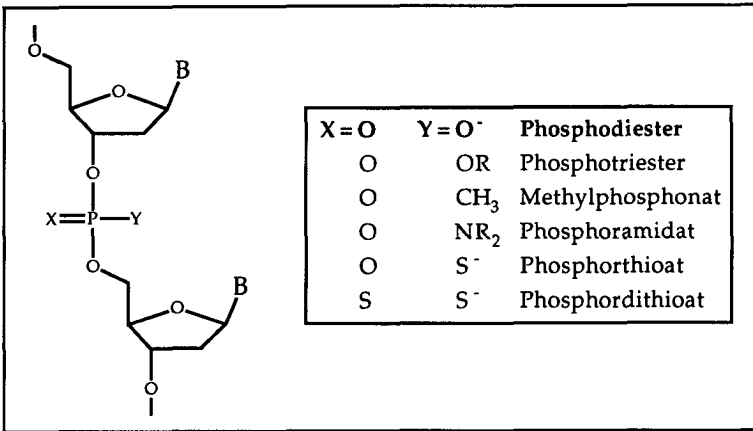 O
O
B
O
X=P–Y
O
O
B
O
X = O Y = O⁻ Phosphodiester
O OR Phosphotriester
O CH₃ Methylphosphonat
O NR₂ Phosphoramidat
O S⁻ Phosphorthioat
S S⁻ Phosphordithioat